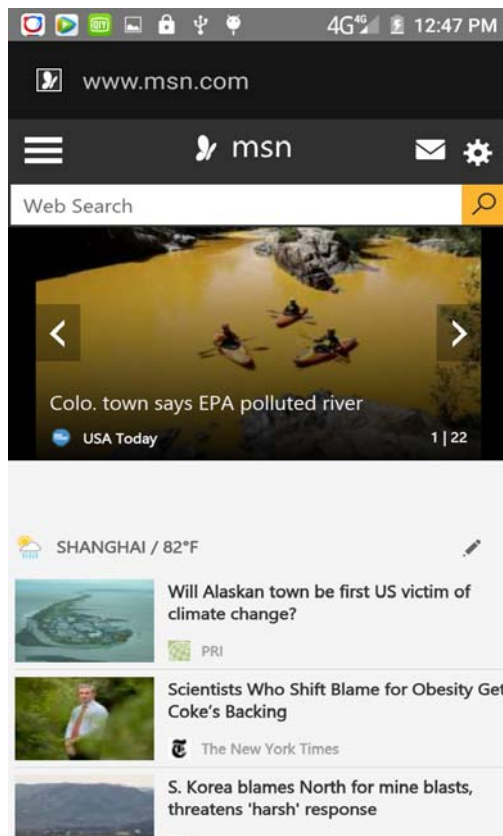 QIY
4G 4G 12:47 PM
www.msn.com
msn
Web Search
Colo. town says EPA polluted river
USA Today
1 | 22
SHANGHAI / 82°F
Will Alaskan town be first US victim of
climate change?
PRI
Scientists Who Shift Blame for Obesity Get
Coke's Backing
The New York Times
S. Korea blames North for mine blasts,
threatens 'harsh' response